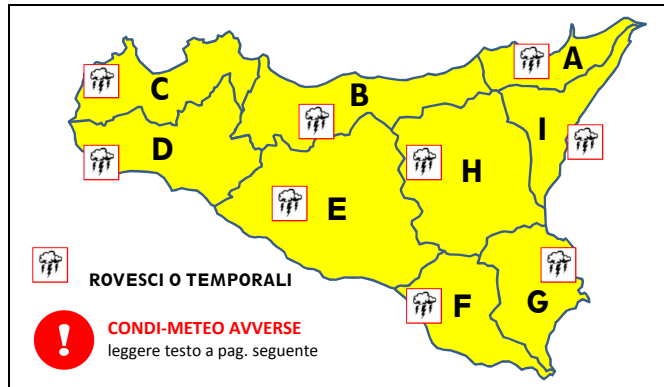 A
C
B
I
D
H
E
ROVESCI O TEMPORALI
F
G
!
CONDI-METEO AVVERSE
leggere testo a pag. seguente